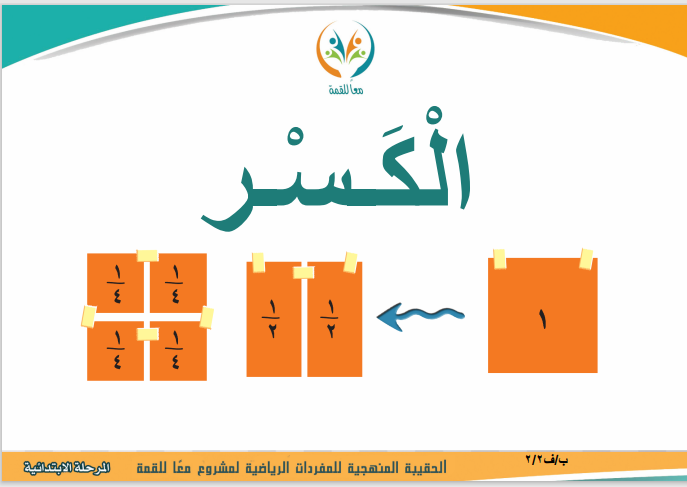 معًا للقمة
الْكَسْر
١
١/٢ ١/٢
١/٤ ١/٤
١/٤ ١/٤
ب/ف٢/٢
الحقيبة المنهجية للمفردات الرياضية لمشروع معًا للقمة
المرحلة الابتدائية